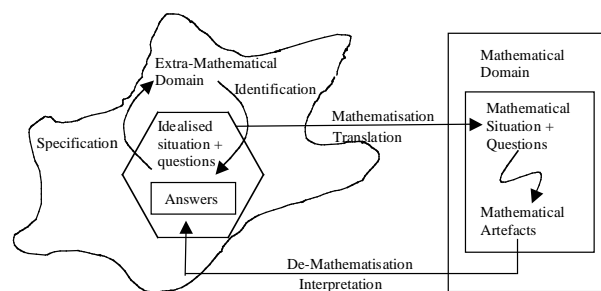 Extra-Mathematical
Domain
Identification
Specification
Idealised
situation +
questions
Answers
Mathematisation
Translation
Mathematical
Domain
Mathematical
Situation +
Questions
Mathematical
Artefacts
De-Mathematisation
Interpretation